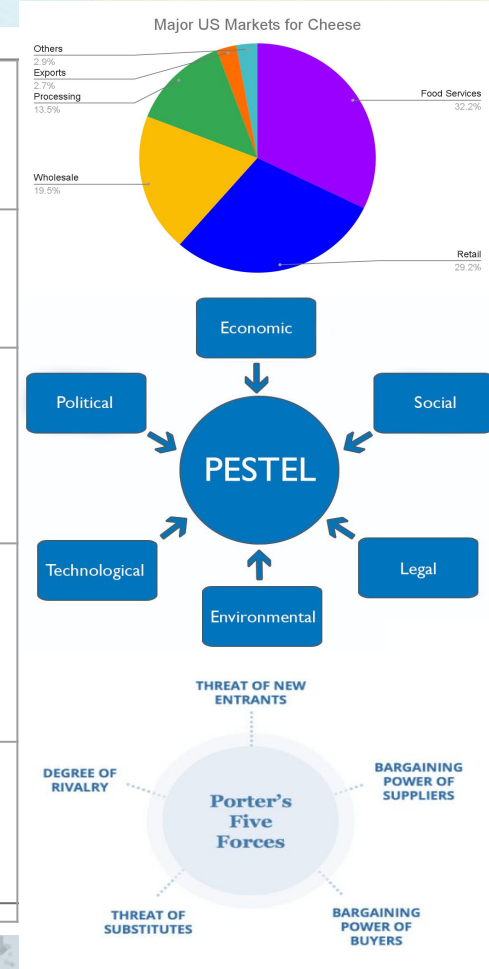 Major US Markets for Cheese
Others
2.9%
Exports
2.7%
Processing
13.5%
Food Services
32.2%
Wholesale
19.5%
Retail
29.2%
Economic
Political
Social
PESTEL
Technological
Legal
Environmental
THREAT OF NEW
ENTRANTS
DEGREE OF
RIVALRY
BARGAINING
POWER OF
SUPPLIERS
Porter's
Five
Forces
THREAT OF
SUBSTITUTES
BARGAINING
POWER OF
BUYERS